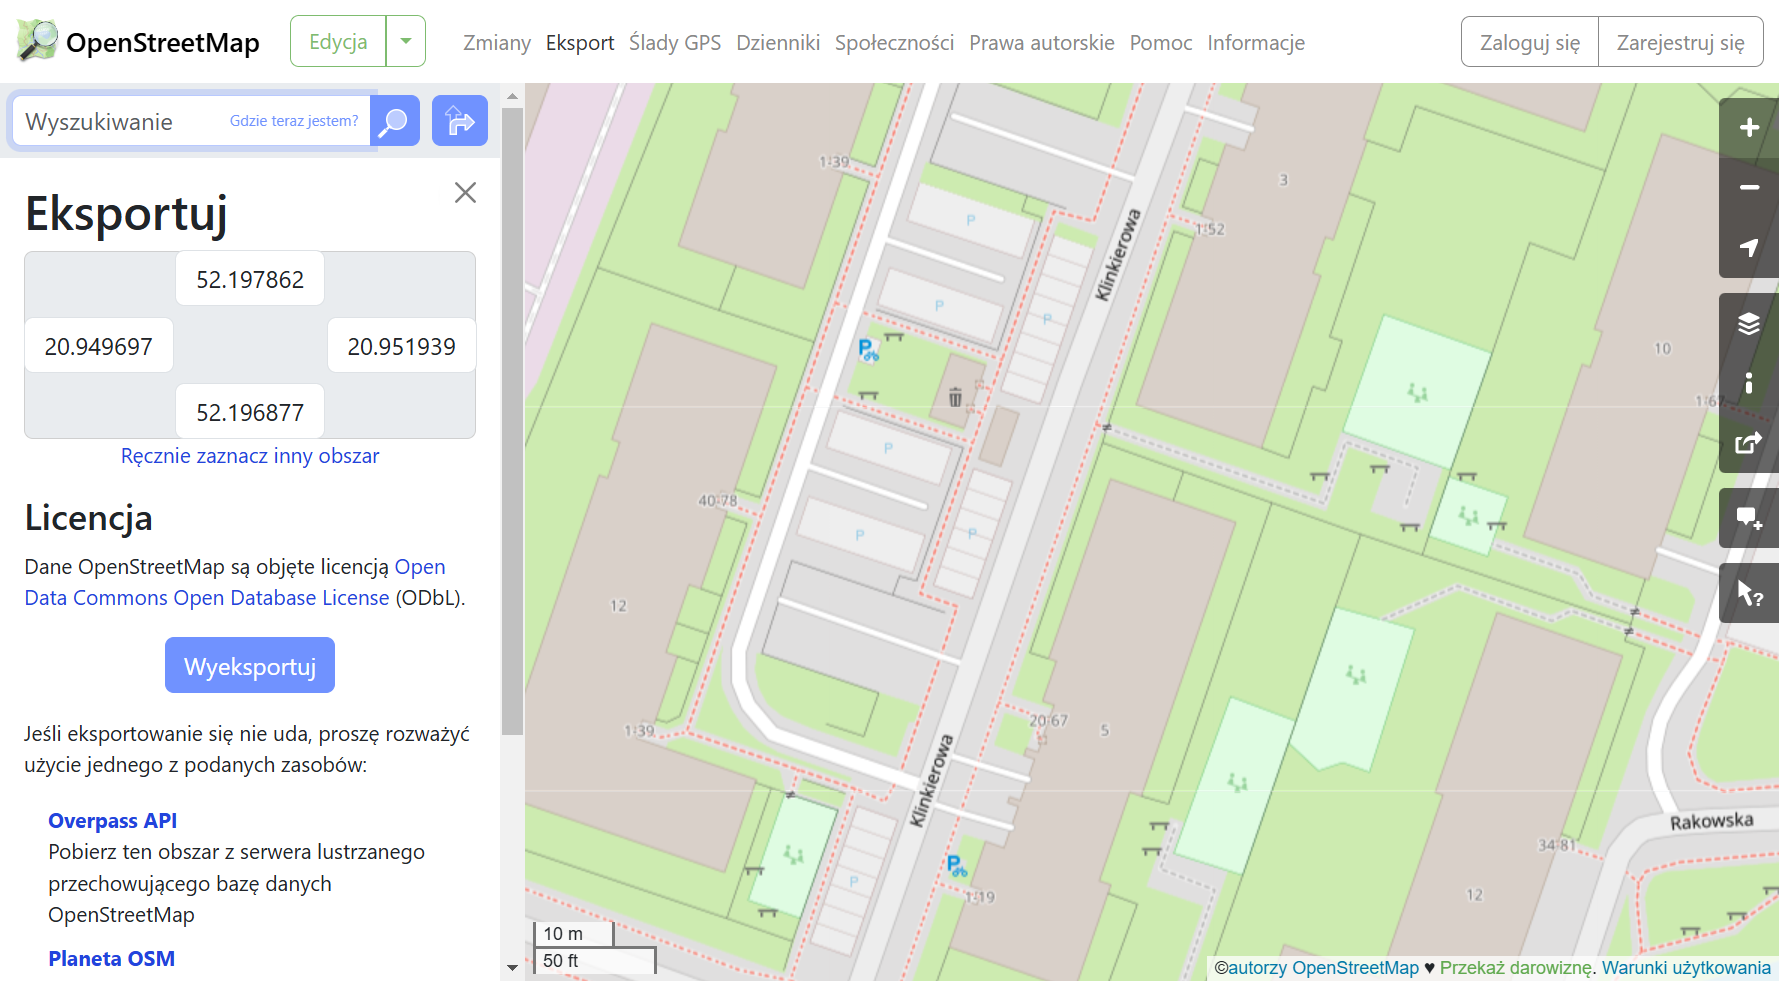 OpenStreetMap
Edycja
Zmiany Eksport Ślady GPS Dzienniki Społeczności Prawa autorskie Pomoc Informacje
Zaloguj się
Zarejestruj się
Wyszukiwanie
Gdzie teraz jestem?
Eksportuj
52.197862
20.949697
20.951939
52.196877
Ręcznie zaznacz inny obszar
Licencja
Dane OpenStreetMap są objęte licencją Open
Data Commons Open Database License (ODbL).
Wyeksportuj
Jeśli eksportowanie się nie uda, proszę rozważyć
użycie jednego z podanych zasobów:
Overpass API
Pobierz ten obszar z serwera lustrzanego
przechowującego bazę danych
OpenStreetMap
Planeta OSM
1-39
3
P
1-52
Klinkierowa
P
P
P
10
1-67
P
40-78
P
P
12
20-67
5
1-39
Klinkierowa
Rakowska
34-81
P
P
1-19
12
10 m
50 ft
©autorzy OpenStreetMap ♥ Przekaż darowiznę. Warunki użytkowania